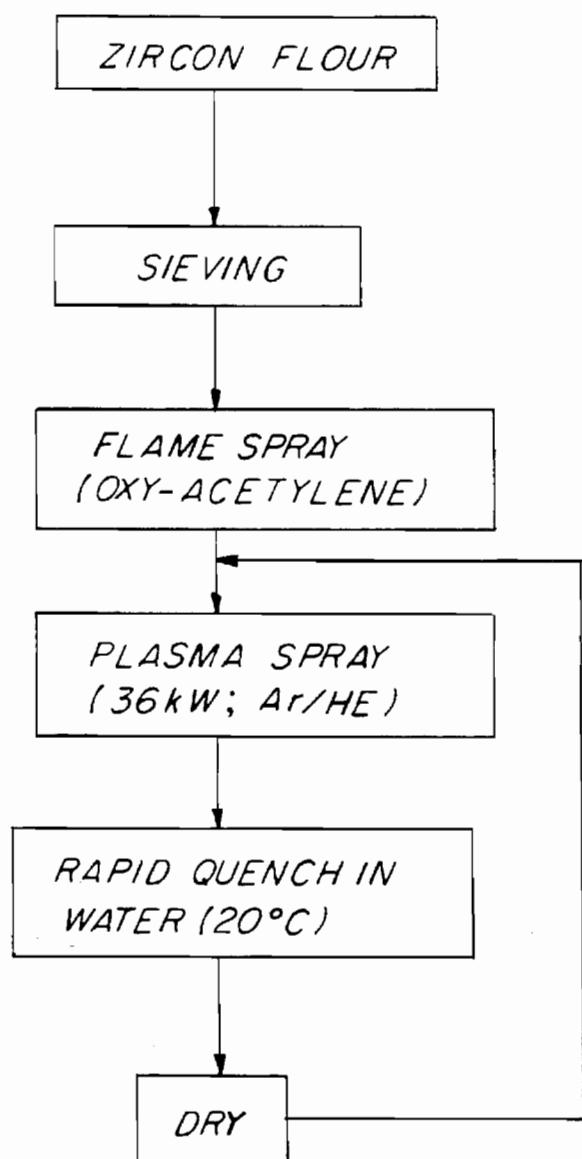 ZIRCON FLOUR
SIEVING
FLAME SPRAY
(OXY-ACETYLENE)
PLASMA SPRAY
(36kW; Ar/HE)
RAPID QUENCH IN
WATER (20°C)
DRY